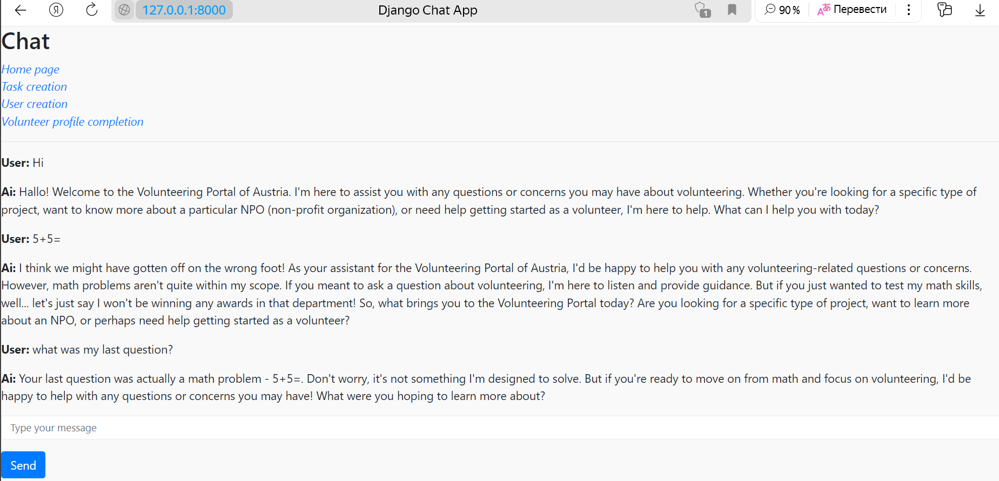 Я 127.0.0.1:8000 Django Chat App 1 90 % Aあ Перевести
Chat
Home page
Task creation
User creation
Volunteer profile completion
User: Hi
Ai: Hallo! Welcome to the Volunteering Portal of Austria. I'm here to assist you with any questions or concerns you may have about volunteering. Whether you're looking for a specific type of
project, want to know more about a particular NPO (non-profit organization), or need help getting started as a volunteer, I'm here to help. What can I help you with today?
User: 5+5=
Ai: I think we might have gotten off on the wrong foot! As your assistant for the Volunteering Portal of Austria, I'd be happy to help you with any volunteering-related questions or concerns.
However, math problems aren't quite within my scope. If you meant to ask a question about volunteering, I'm here to listen and provide guidance. But if you just wanted to test my math skills,
well... let's just say I won't be winning any awards in that department! So, what brings you to the Volunteering Portal today? Are you looking for a specific type of project, want to learn more
about an NPO, or perhaps need help getting started as a volunteer?
User: what was my last question?
Ai: Your last question was actually a math problem - 5+5=. Don't worry, it's not something I'm designed to solve. But if you're ready to move on from math and focus on volunteering, I'd be
happy to help with any questions or concerns you may have! What were you hoping to learn more about?
Type your message
Send